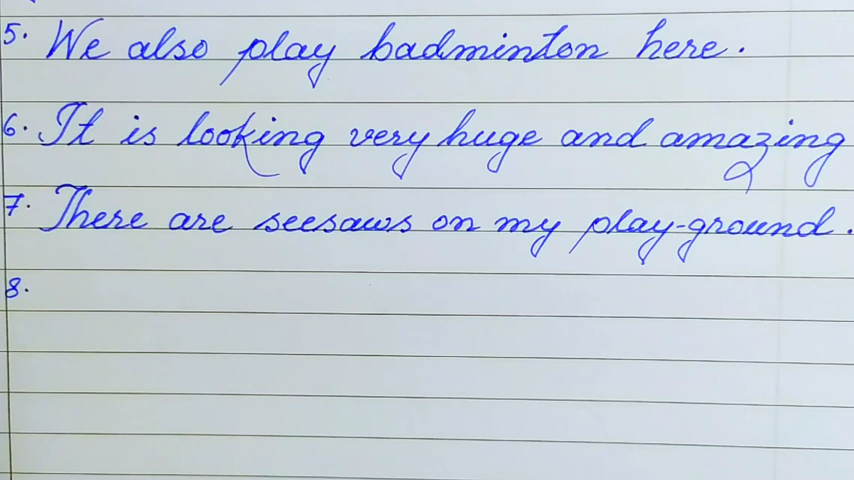 5. We also play badminton here.
6. It is looking very huge and amazing
7. There are seesaws on my play-ground.
8.